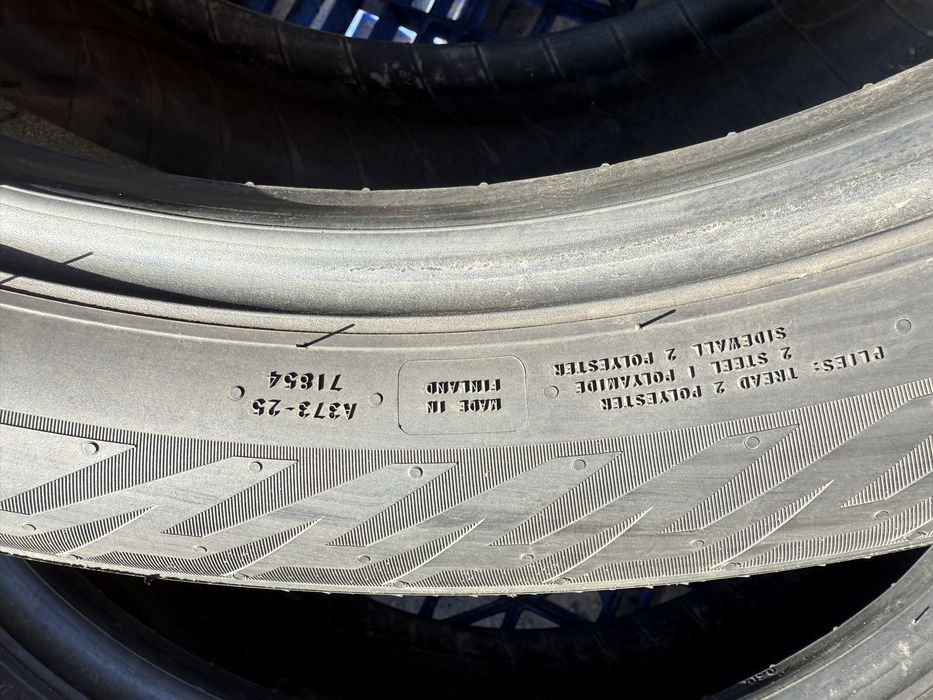 PLIES: TREAD 2 POLYESTER
2 STEEL 1 POLYAMIDE
SIDEWALL 2 POLYESTER
MADE IN
FINLAND
A373-25
71854